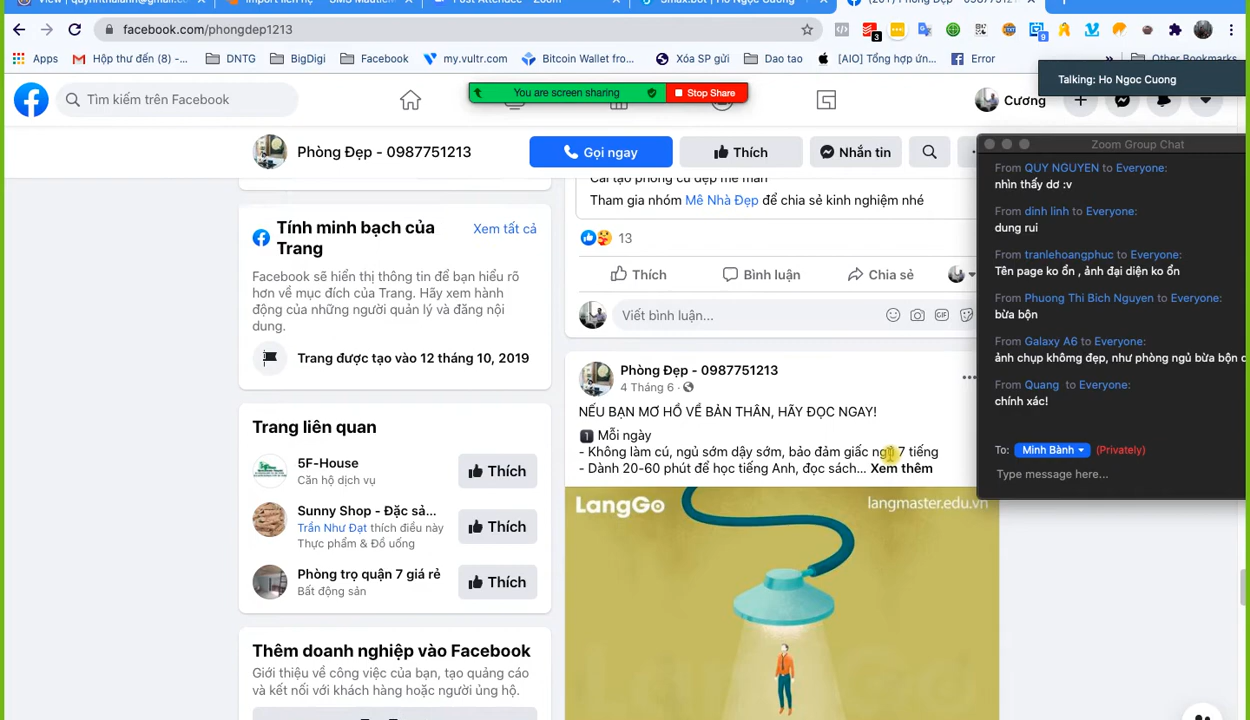 facebook.com/phongdep1213
Apps
Hộp thư đến (8) -...
DNTG
BigDigi
Facebook
my.vultr.com
Bitcoin Wallet fro...
Xóa SP gửi
Dao tao
[AIO] Tổng hợp ứn...
Error
Other Bookmarks
Talking: Ho Ngoc Cuong
Tìm kiếm trên Facebook
You are screen sharing
Stop Share
Cương
Phòng Đẹp - 0987751213
Gọi ngay
Thích
Nhắn tin
Tính minh bạch của
Trang
Xem tất cả
Facebook sẽ hiển thị thông tin để bạn hiểu rõ
hơn về mục đích của Trang. Hãy xem hành
động của những người quản lý và đăng nội
dung.
Trang được tạo vào 12 tháng 10, 2019
Trang liên quan
5F-House
Căn hộ dịch vụ
Thích
Sunny Shop - Đặc sả...
Trần Như Đạt thích điều này
Thực phẩm & Đồ uống
Thích
Phòng trọ quận 7 giá rẻ
Bất động sản
Thích
Thêm doanh nghiệp vào Facebook
Giới thiệu về công việc của bạn, tạo quảng cáo
và kết nối với khách hàng hoặc người ủng hộ.
Tham gia nhóm Mê Nhà Đẹp để chia sẻ kinh nghiệm nhé
13
Thích
Bình luận
Chia sẻ
Viết bình luận...
GIF
Phòng Đẹp - 0987751213
4 Tháng 6 ·
NẾU BẠN MƠ HỒ VỀ BẢN THÂN, HÃY ĐỌC NGAY!
1 Mỗi ngày
- Không làm cú, ngủ sớm dậy sớm, bảo đảm giấc ngủ 7 tiếng
- Dành 20-60 phút để học tiếng Anh, đọc sách... Xem thêm
LangGo
langmaster.edu.vn
Zoom Group Chat
From QUY NGUYEN to Everyone:
nhìn thấy dơ :v
From dinh linh to Everyone:
dung rui
From tranlehoangphuc to Everyone:
Tên page ko ổn , ảnh đại diện ko ổn
From Phuong Thi Bich Nguyen to Everyone:
bừa bộn
From Galaxy A6 to Everyone:
ảnh chụp khômg đẹp, như phòng ngủ bừa bộn
From Quang to Everyone:
chính xác!
To: Minh Bành (Privately)
Type message here...